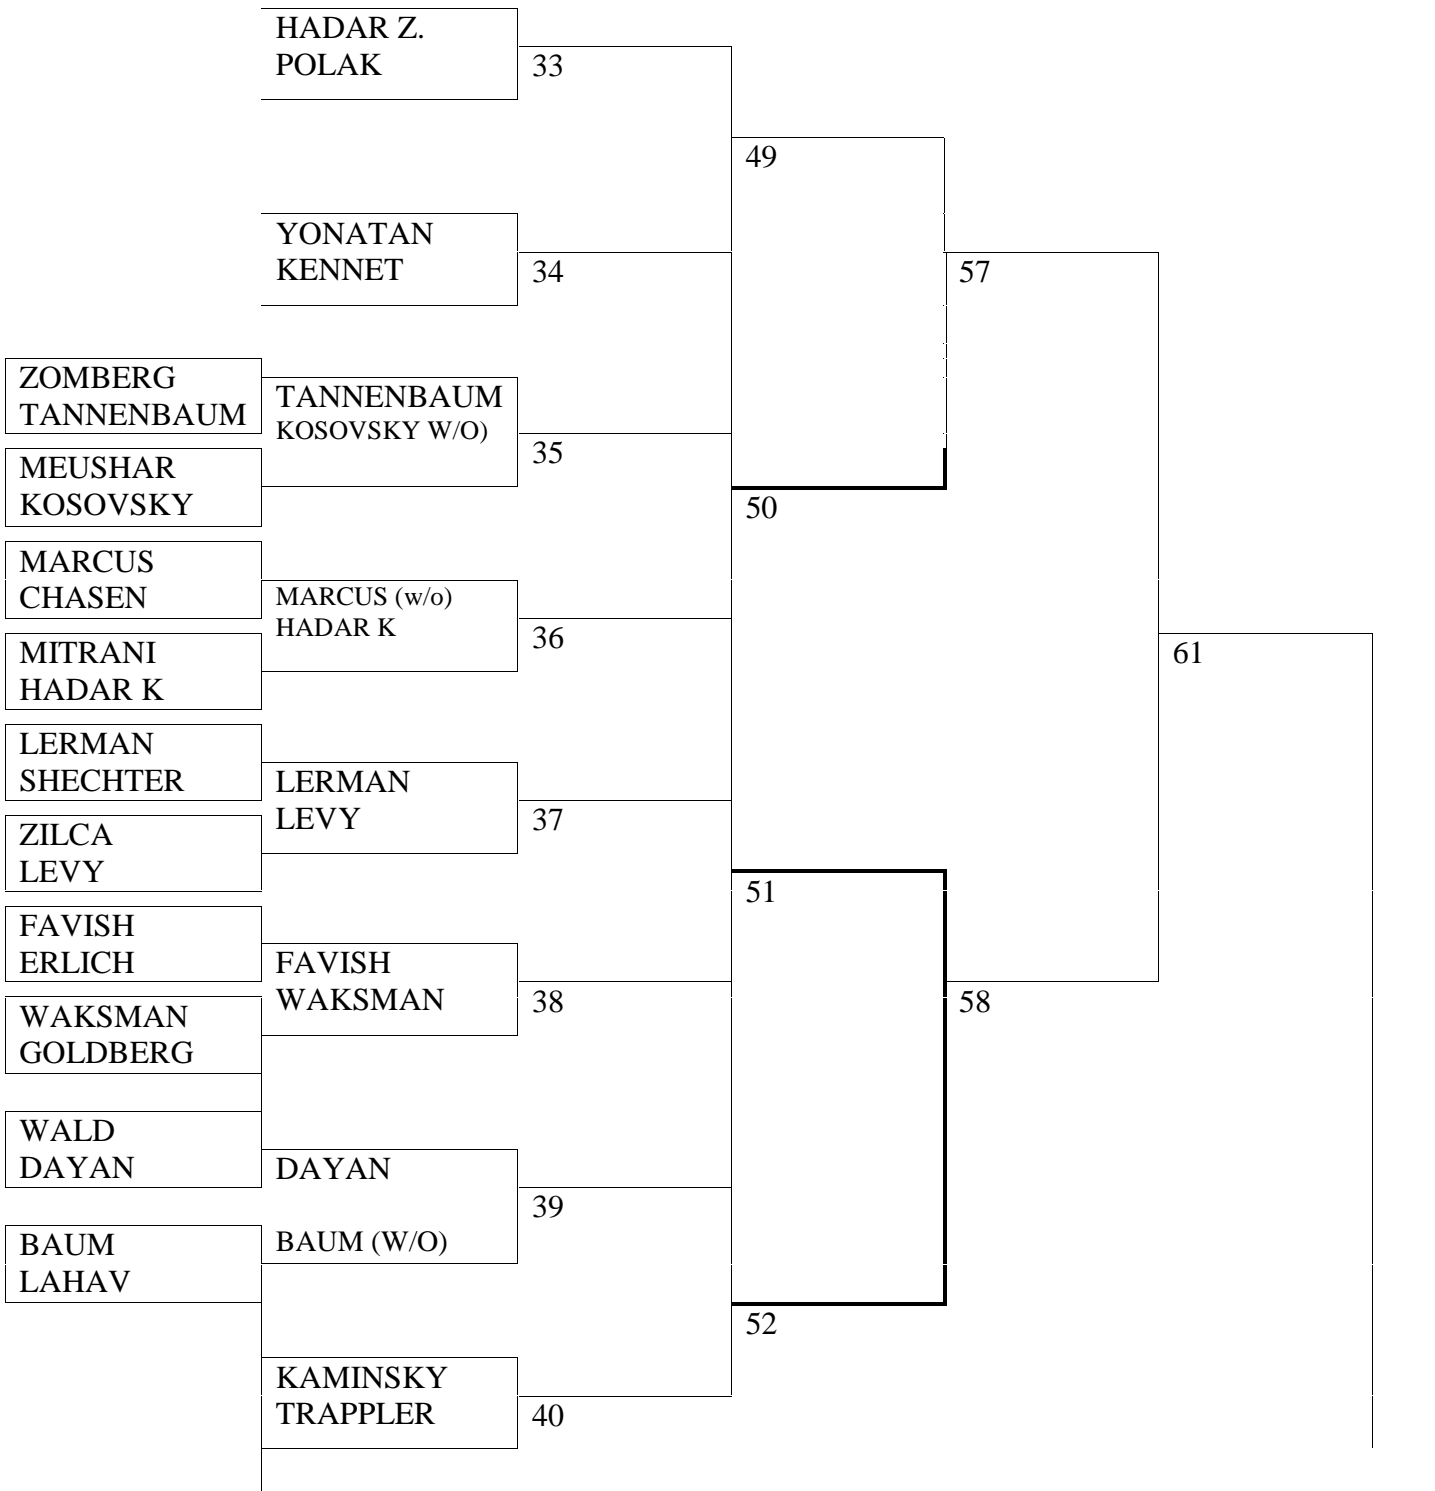 HADAR Z.
POLAK
33
49
YONATAN
KENNET
34
57
ZOMBERG
TANNENBAUM
TANNENBAUM
KOSOVSKY W/O)
35
MEUSHAR
KOSOVSKY
50
MARCUS
CHASEN
MARCUS (w/o)
HADAR K
36
MITRANI
HADAR K
61
LERMAN
SHECHTER
LERMAN
LEVY
37
ZILCA
LEVY
51
FAVISH
ERLICH
FAVISH
WAKSMAN
38
58
WAKSMAN
GOLDBERG
WALD
DAYAN
DAYAN
39
BAUM (W/O)
BAUM
LAHAV
52
KAMINSKY
TRAPPLER
40